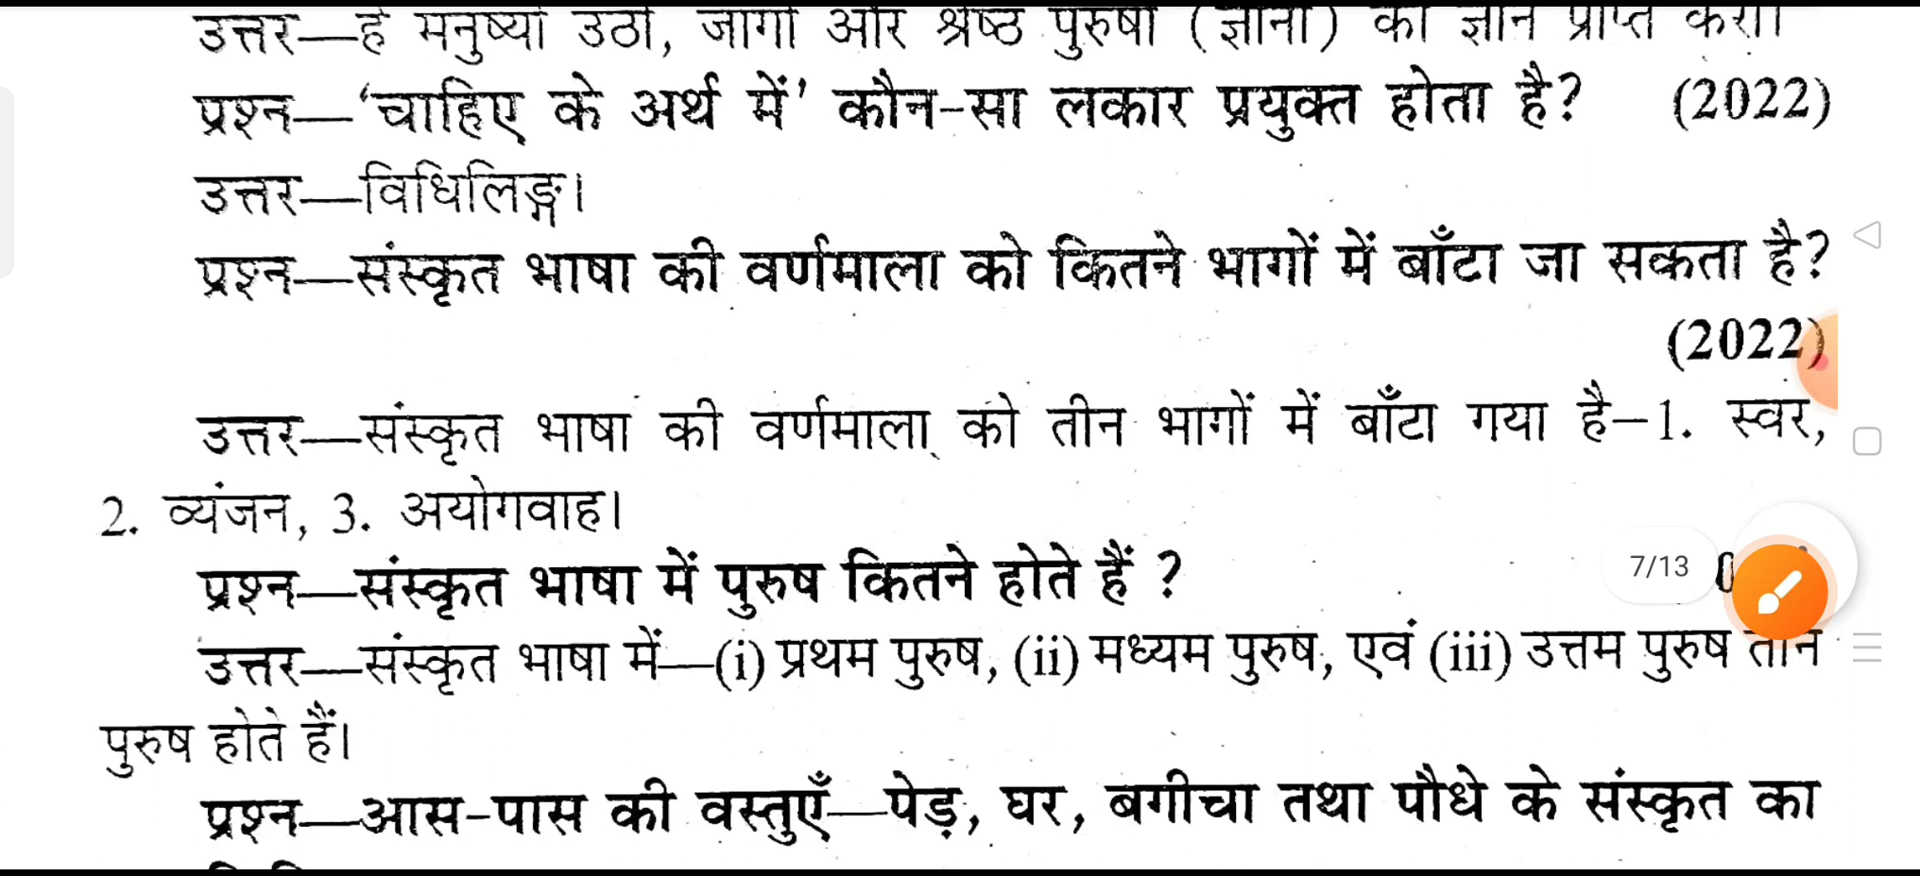 उत्तर—हे मनुष्यो उठो, जागो और श्रेष्ठ पुरुषों (ज्ञानी) का ज्ञान प्राप्त करो।
प्रश्न—‘चाहिए के अर्थ में’ कौन-सा लकार प्रयुक्त होता है? (2022)
उत्तर—विधिलिङ्ग।
प्रश्न—संस्कृत भाषा की वर्णमाला को कितने भागों में बाँटा जा सकता है?
(2022)
उत्तर—संस्कृत भाषा की वर्णमाला को तीन भागों में बाँटा गया है–1. स्वर,
2. व्यंजन, 3. अयोगवाह।
प्रश्न—संस्कृत भाषा में पुरुष कितने होते हैं ?
7/13
उत्तर—संस्कृत भाषा में—(i) प्रथम पुरुष, (ii) मध्यम पुरुष, एवं (iii) उत्तम पुरुष तीन
पुरुष होते हैं।
प्रश्न—आस-पास की वस्तुएँ—पेड़, घर, बगीचा तथा पौधे के संस्कृत का